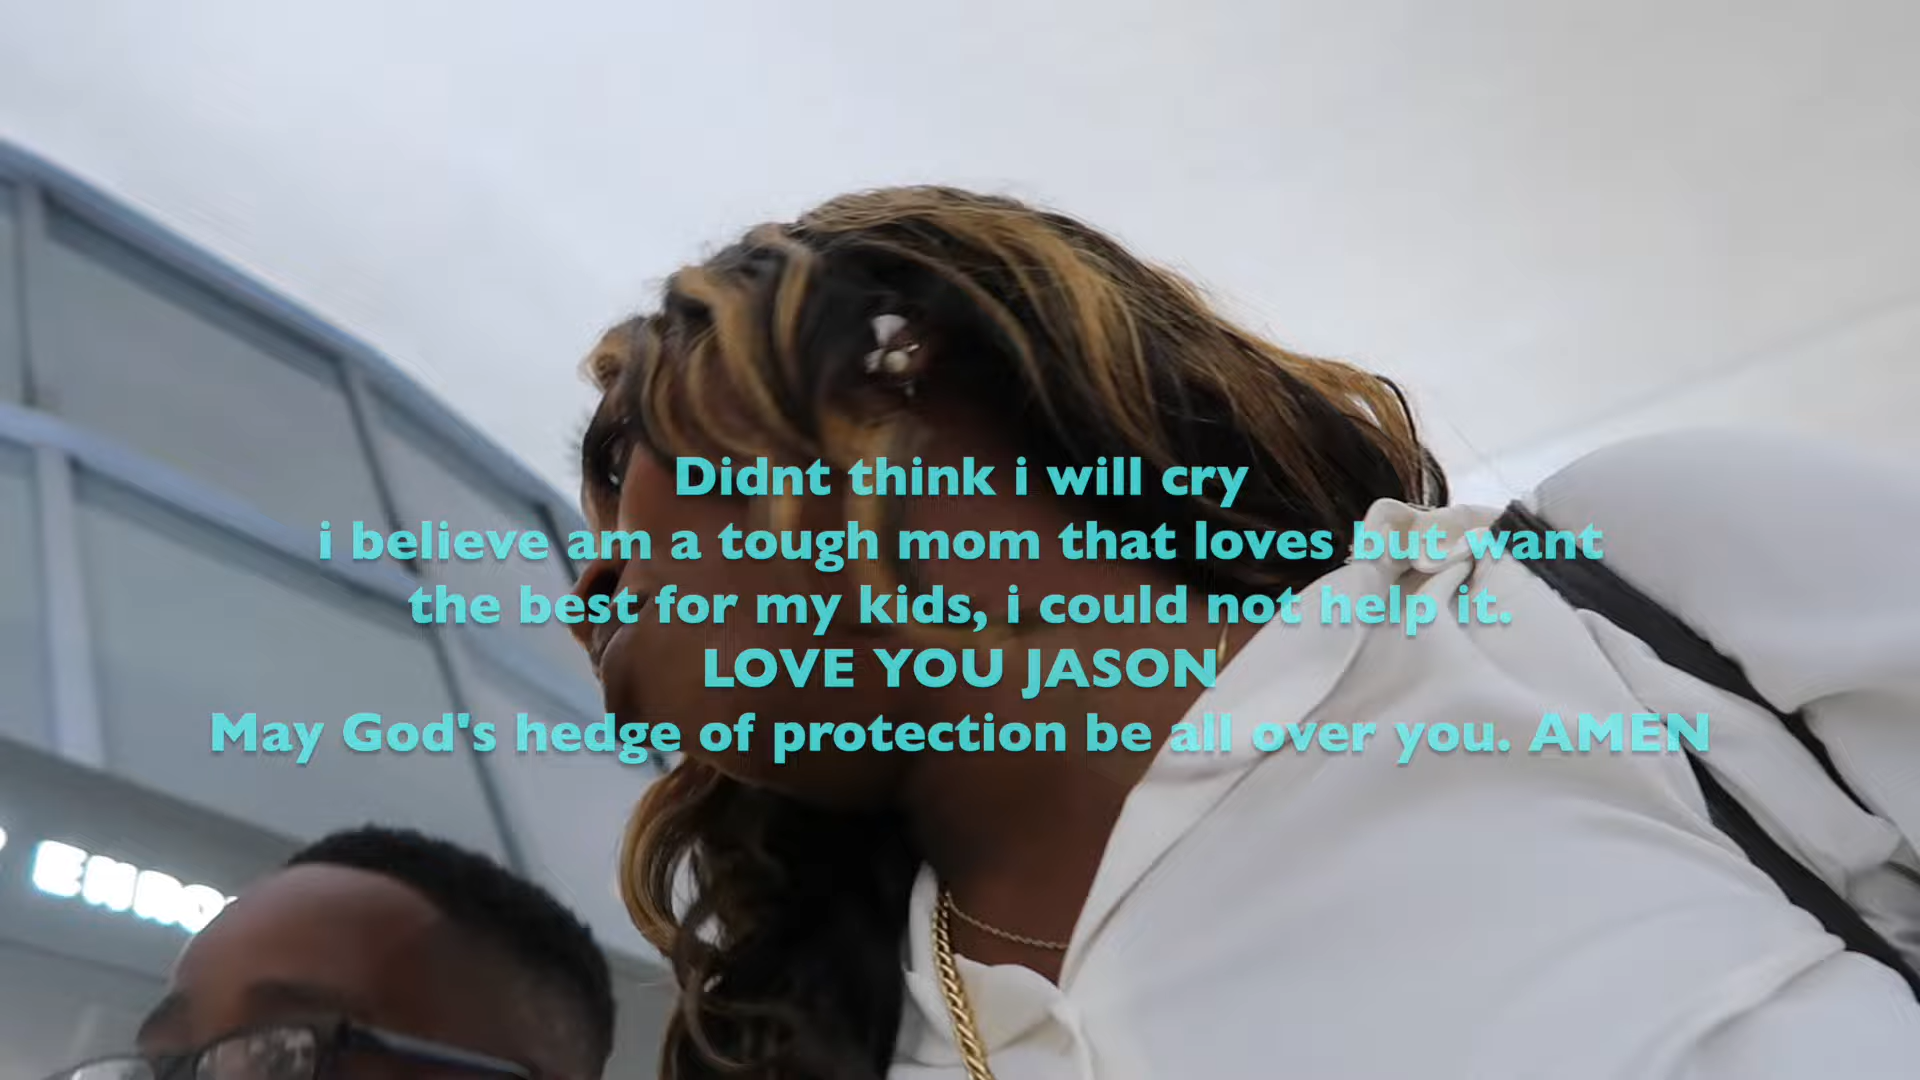 Didnt think i will cry
i believe am a tough mom that loves but want
the best for my kids, i could not help it.
LOVE YOU JASON
May God's hedge of protection be all over you. AMEN